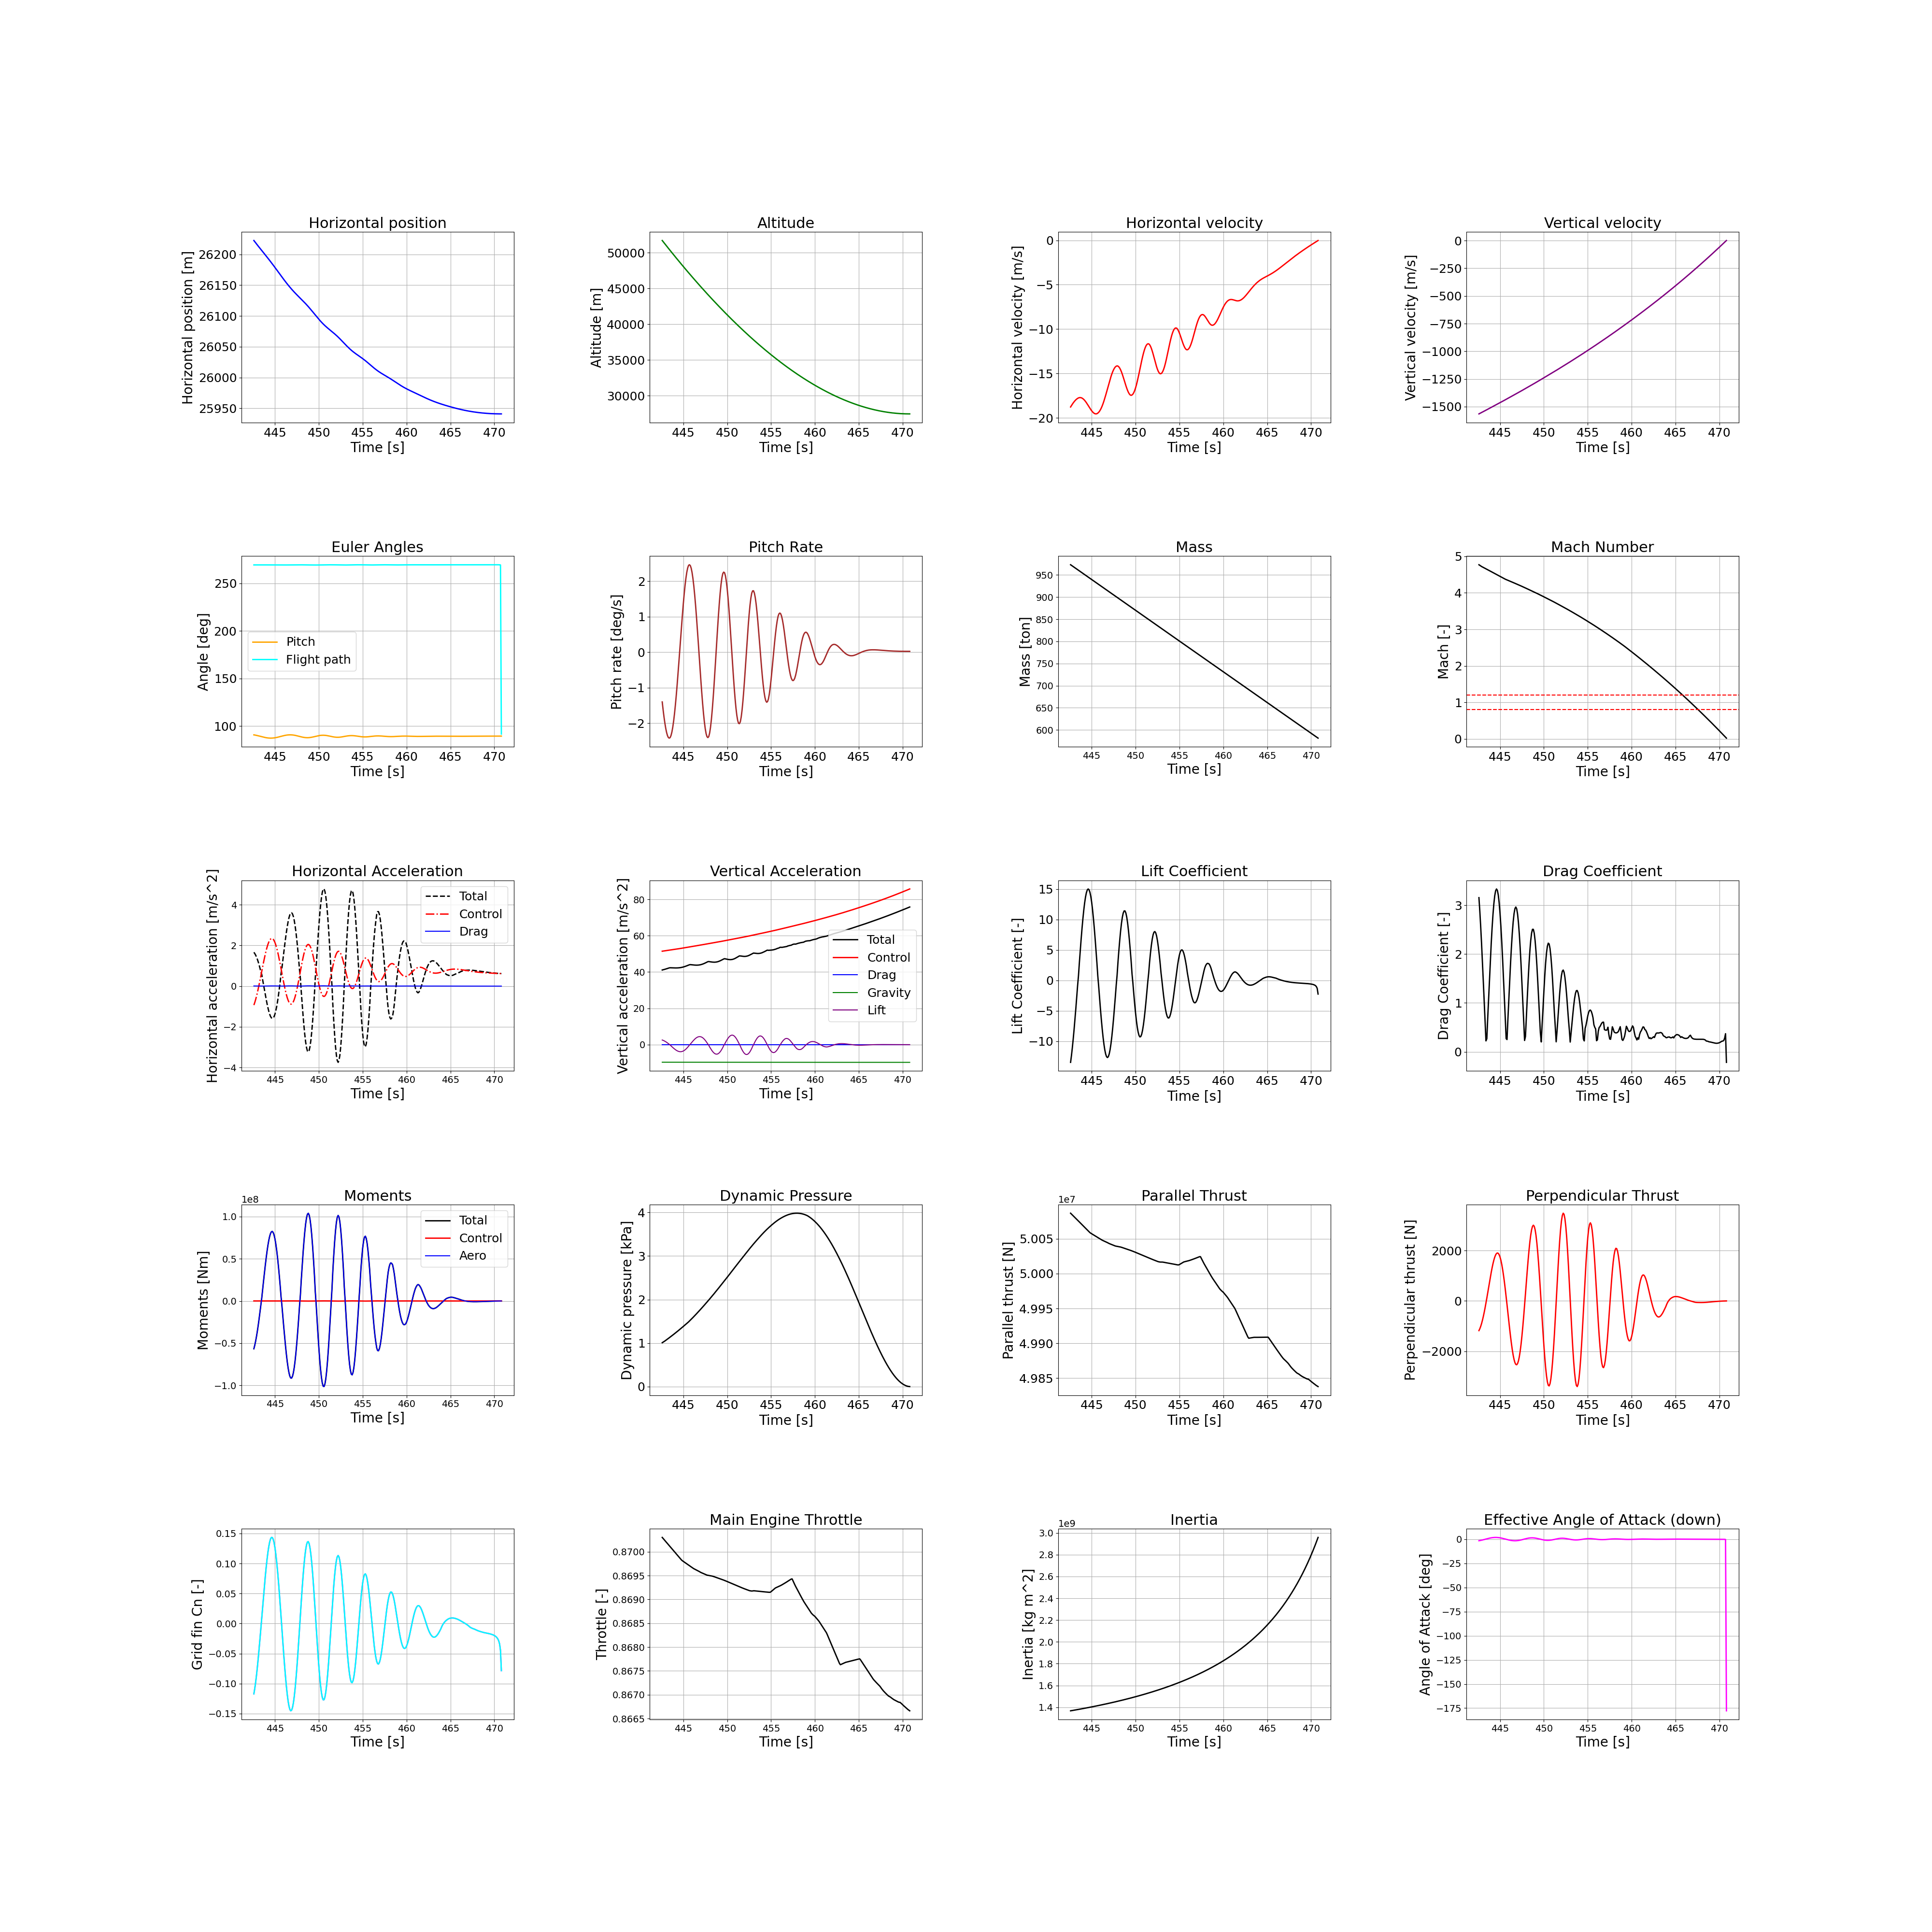 Horizontal position Altitude Horizontal velocity Vertical velocity
Horizontal position [m] 26200 26150 26100 26050 26000 25950
Altitude [m] 50000 45000 40000 35000 30000
Horizontal velocity [m/s] 0 −5 −10 −15 −20
Vertical velocity [m/s] 0 −250 −500 −750 −1000 −1250 −1500
445 450 455 460 465 470 445 450 455 460 465 470 445 450 455 460 465 470 445 450 455 460 465 470
Time [s] Time [s] Time [s] Time [s]
Euler Angles Pitch Rate Mass Mach Number
Angle [deg] 250 200 150 100
Pitch
Flight path
Pitch rate [deg/s] 2 1 0 −1 −2
Mass [ton] 950 900 850 800 750 700 650 600
Mach [-] 5 4 3 2 1 0
445 450 455 460 465 470 445 450 455 460 465 470 445 450 455 460 465 470 445 450 455 460 465 470
Time [s] Time [s] Time [s] Time [s]
Horizontal Acceleration Vertical Acceleration Lift Coefficient Drag Coefficient
Horizontal acceleration [m/s^2] 4 2 0 −2 −4
Total
Control
Drag
Vertical acceleration [m/s^2] 80 60 40 20 0
Total
Control
Drag
Gravity
Lift
Lift Coefficient [-] 15 10 5 0 −5 −10
Drag Coefficient [-] 3 2 1 0
445 450 455 460 465 470 445 450 455 460 465 470 445 450 455 460 465 470 445 450 455 460 465 470
Time [s] Time [s] Time [s] Time [s]
Moments Dynamic Pressure Parallel Thrust Perpendicular Thrust
1e8
Moments [Nm] 1.0 0.5 0.0 −0.5 −1.0
Total
Control
Aero
Dynamic pressure [kPa] 4 3 2 1 0
1e7
Parallel thrust [N] 5.005 5.000 4.995 4.990 4.985
Perpendicular thrust [N] 2000 0 −2000
445 450 455 460 465 470 445 450 455 460 465 470 445 450 455 460 465 470 445 450 455 460 465 470
Time [s] Time [s] Time [s] Time [s]
Main Engine Throttle Inertia Effective Angle of Attack (down)
Grid fin Cn [-] 0.15 0.10 0.05 0.00 −0.05 −0.10 −0.15
Throttle [-] 0.8700 0.8695 0.8690 0.8685 0.8680 0.8675 0.8670 0.8665
1e9
Inertia [kg m^2] 3.0 2.8 2.6 2.4 2.2 2.0 1.8 1.6 1.4
Angle of Attack [deg] 0 −25 −50 −75 −100 −125 −150 −175
445 450 455 460 465 470 445 450 455 460 465 470 445 450 455 460 465 470 445 450 455 460 465 470
Time [s] Time [s] Time [s] Time [s]